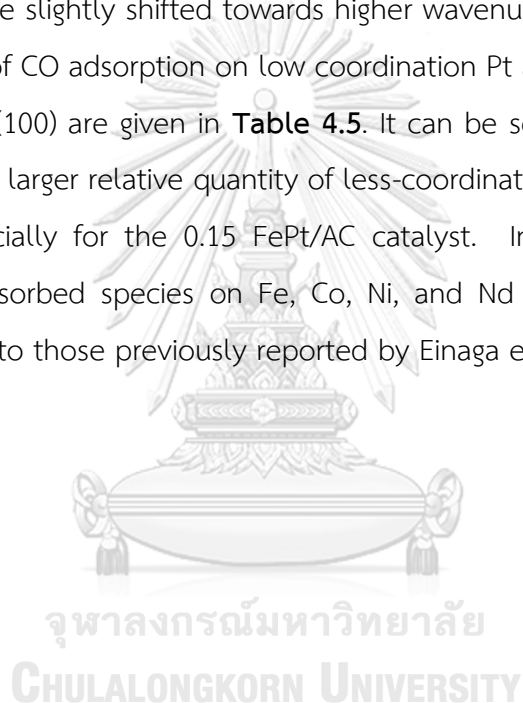 e slightly shifted towards higher wavenu
of CO adsorption on low coordination Pt
(100) are given in Table 4.5. It can be s
larger relative quantity of less-coordinat
cially for the 0.15 FePt/AC catalyst. In
sorbed species on Fe, Co, Ni, and Nd
to those previously reported by Einaga e
จุฬาลงกรณ์มหาวิทยาลัย
CHULALONGKORN UNIVERSITY